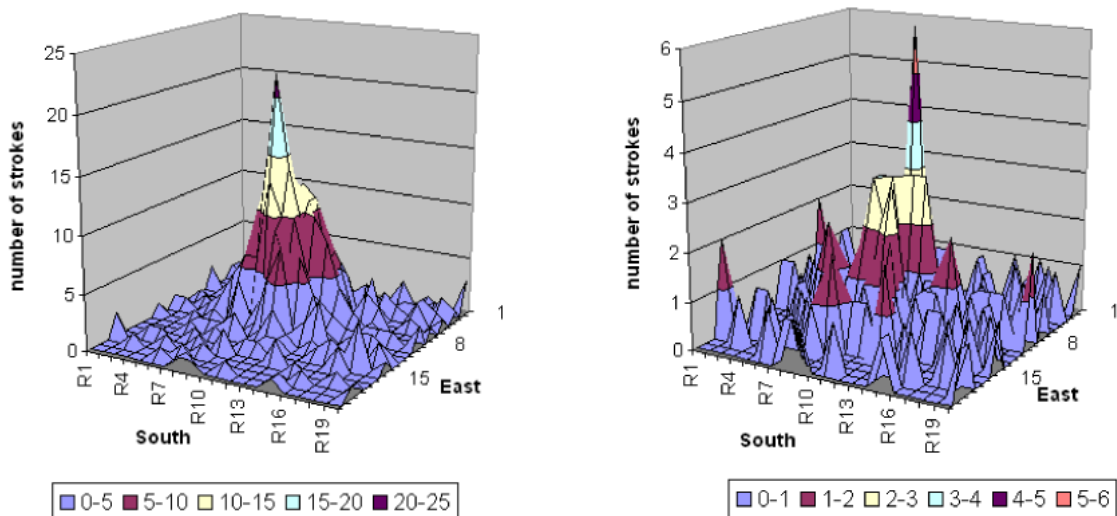 number of strokes
25
20
15
10
5
0
R1
R4
R7
R10
R13
R16
R19
South
1
8
15
East
0-5 5-10 10-15 15-20 20-25
number of strokes
6
5
4
3
2
1
0
R1
R4
R7
R10
R13
R16
R19
South
1
8
15
East
0-1 1-2 2-3 3-4 4-5 5-6